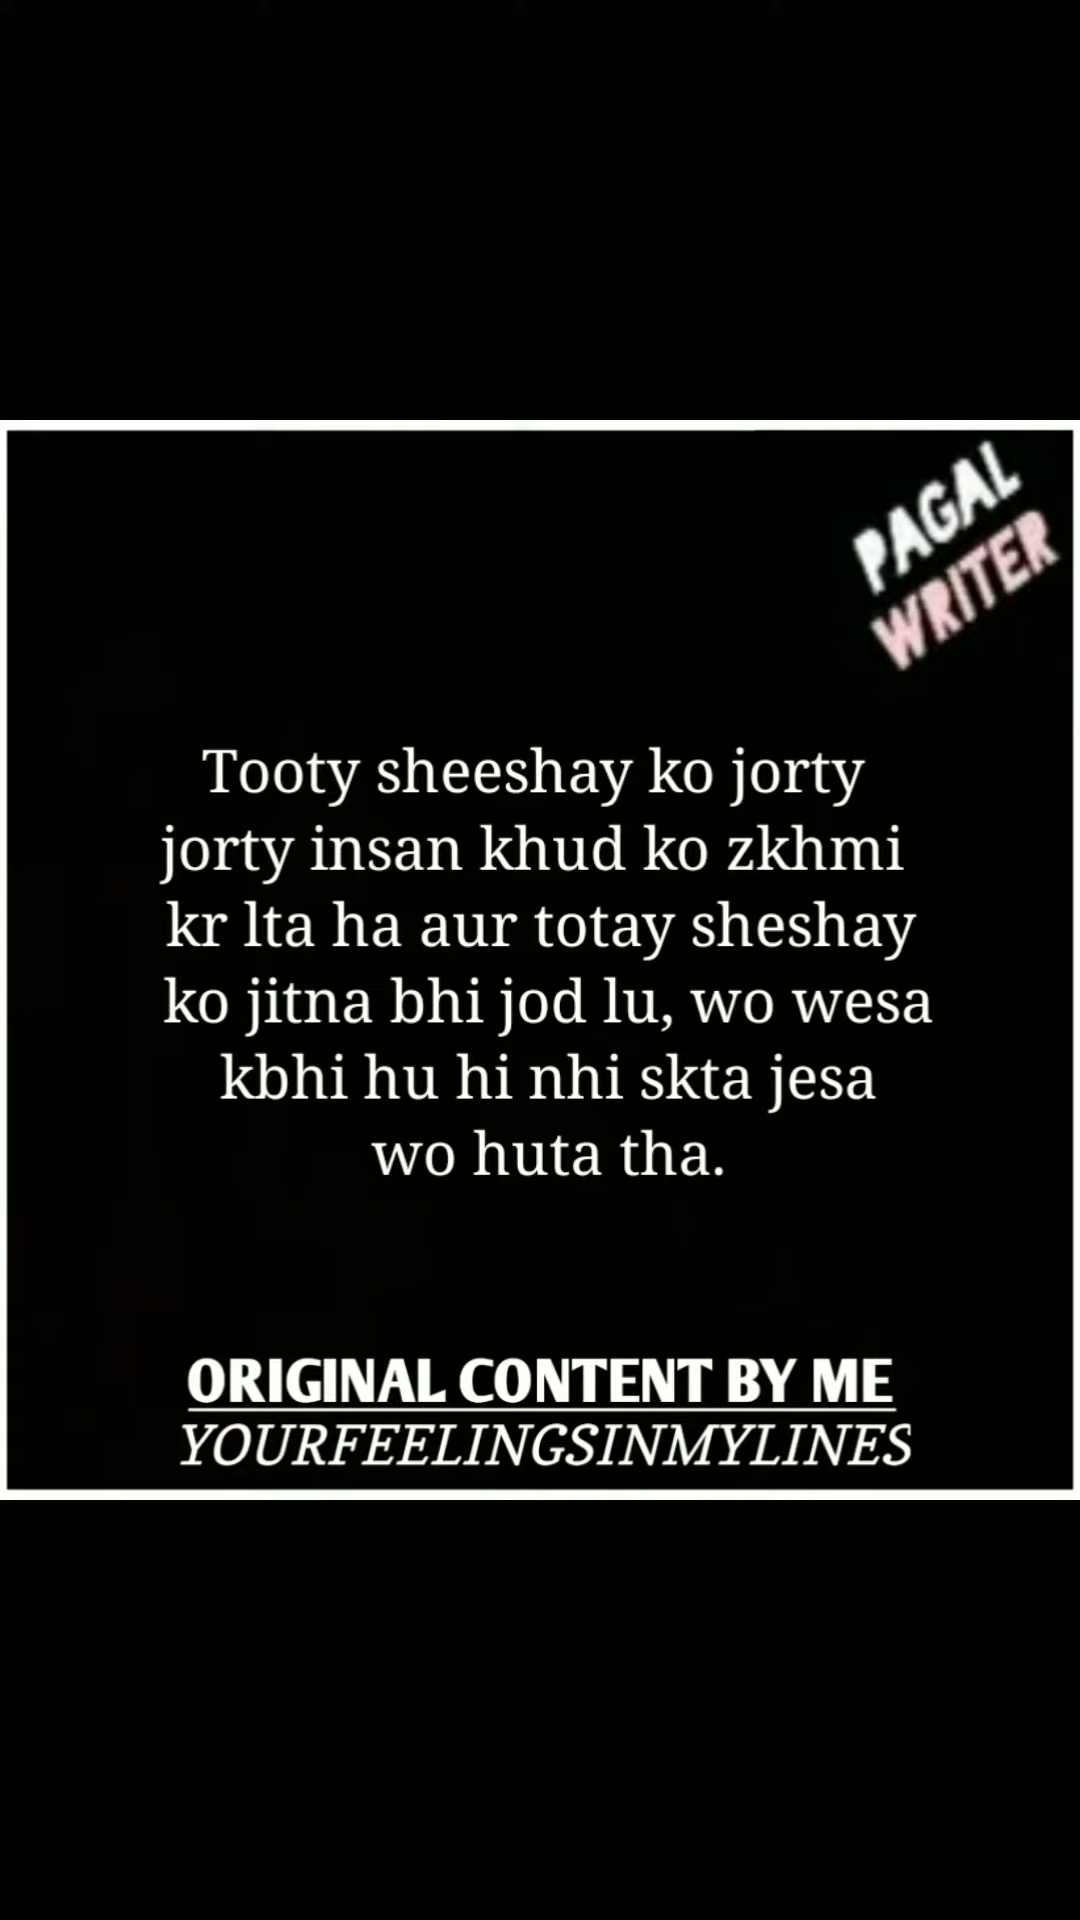 PAGAL
WRITER
Tooty sheeshay ko jorty
jorty insan khud ko zkhmi
kr lta ha aur totay sheshay
ko jitna bhi jod lu, wo wesa
kbhi hu hi nhi skta jesa
wo huta tha.
ORIGINAL CONTENT BY ME
YOURFEELINGSINMYLINES